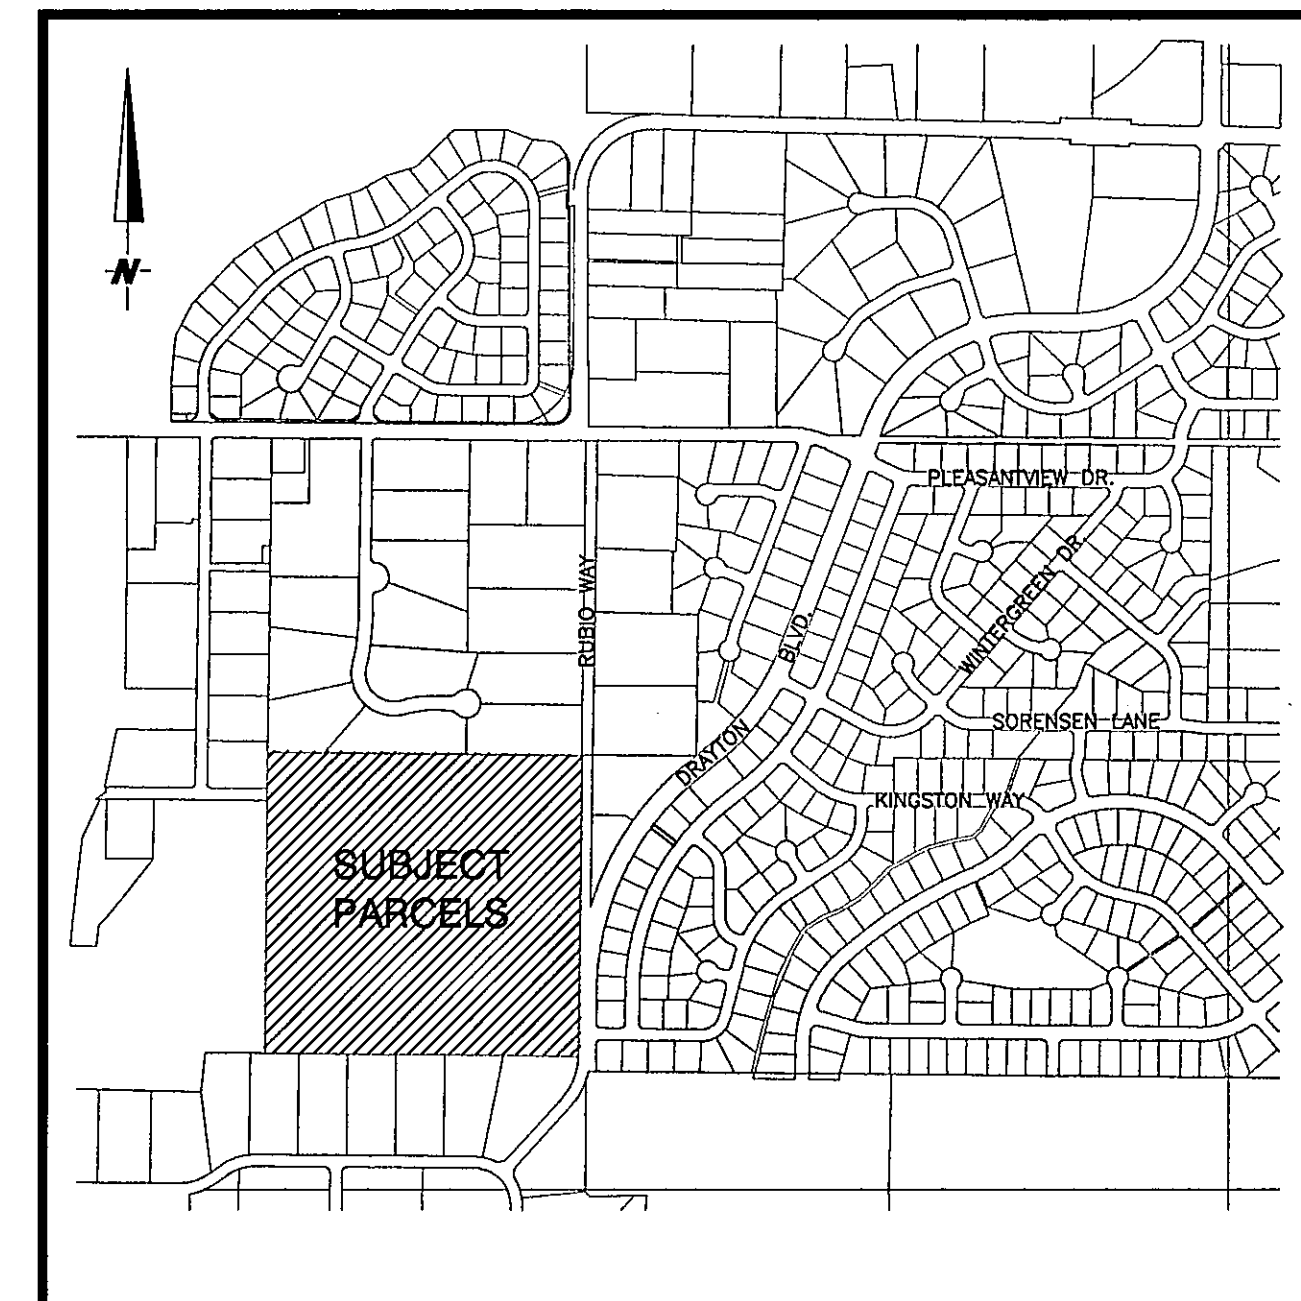 N
PLEASANTVIEW DR.
RUBIO WAY
WINTERGREEN DR.
DRAYTON BLVD.
SORENSEN LANE
KINGSTON WAY
SUBJECT
PARCELS